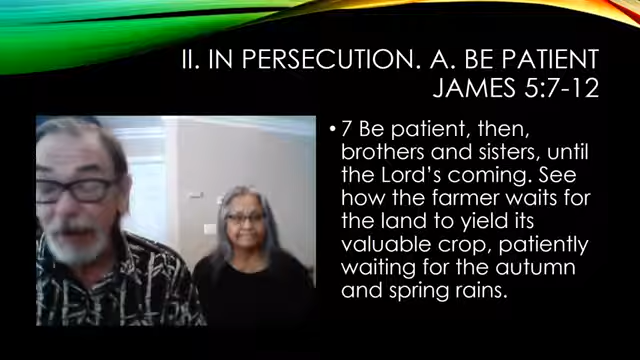 II. IN PERSECUTION. A. BE PATIENT
JAMES 5:7-12
• 7 Be patient, then,
brothers and sisters, until
the Lord's coming. See
how the farmer waits for
the land to yield its
valuable crop, patiently
waiting for the autumn
and spring rains.